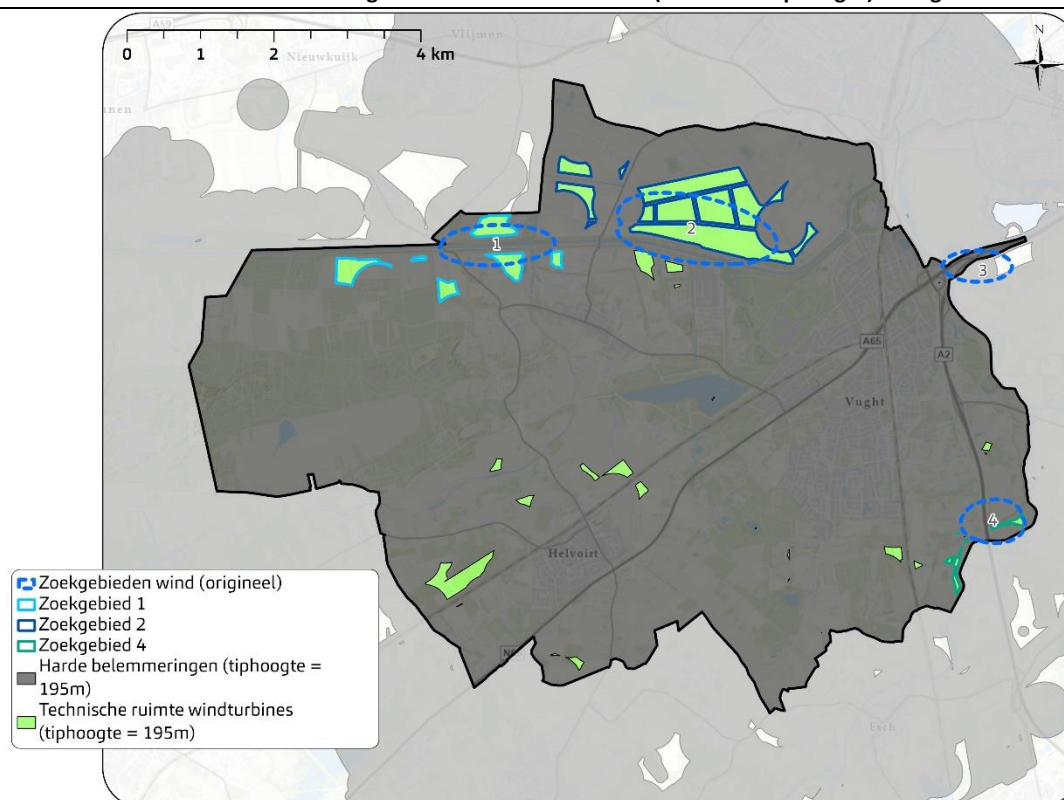 A59
Vlijmen
Nieuwkuijk
N
0 1 2 4 km
nen
2
1
3
A65
A2
Vught
4
Helvoirt
Esch
Zoekgebieden wind (origineel)
Zoekgebied 1
Zoekgebied 2
Zoekgebied 4
Harde belemmeringen (tiphoogte =
195m)
Technische ruimte windturbines
(tiphoogte = 195m)